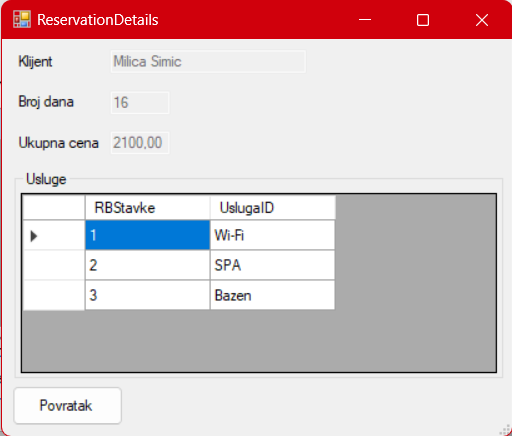 ReservationDetails
Klijent Milica Simic
Broj dana 16
Ukupna cena 2100,00
Usluge
RBStavke UslugaID
1 Wi-Fi
2 SPA
3 Bazen
Povratak